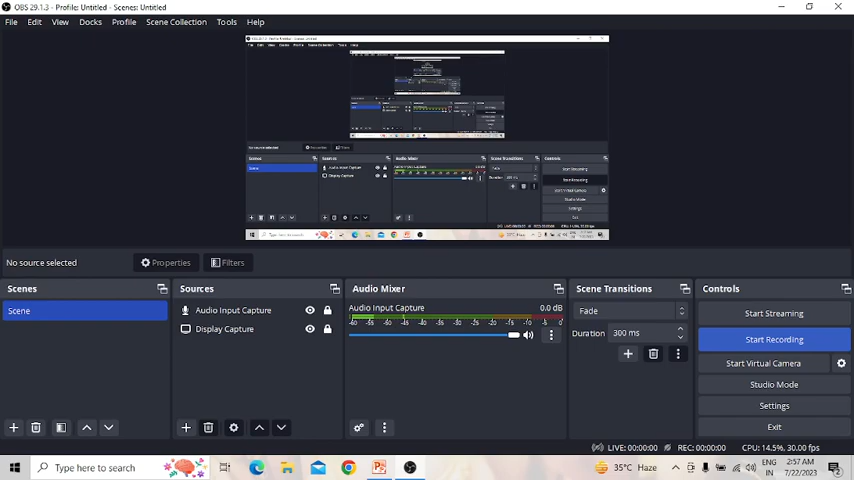 OBS 29.1.3 - Profile: Untitled - Scenes: Untitled
File Edit View Docks Profile Scene Collection Tools Help
No source selected Properties Filters
Scenes Sources Audio Mixer Scene Transitions Controls
Scene
Audio Input Capture
Display Capture
Audio Input Capture 0.0 dB
-60 -55 -50 -45 -40 -35 -30 -25 -20 -15 -10 -5 0
Fade
Duration 300 ms
Start Streaming
Start Recording
Start Virtual Camera
Studio Mode
Settings
Exit
LIVE: 00:00:00 REC: 00:00:00 CPU: 14.5%, 30.00 fps
Type here to search
35°C Haze
ENG
IN
2:57 AM
7/22/2023
2